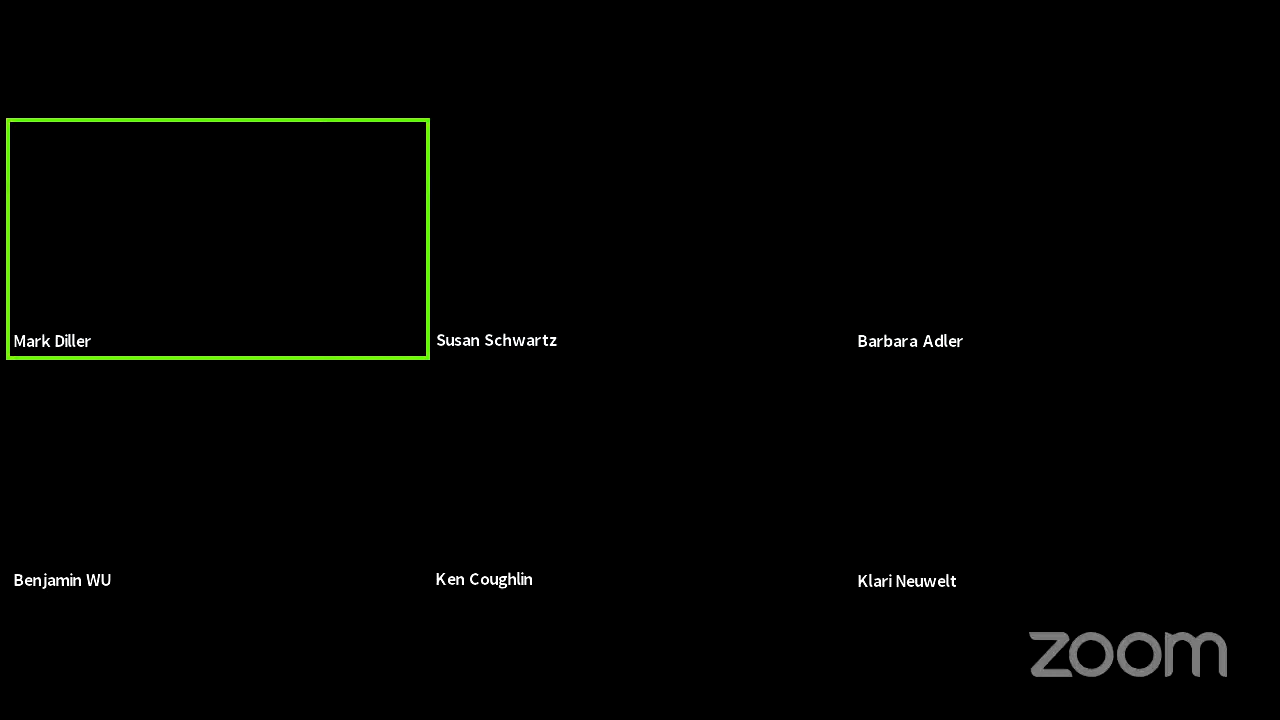 Mark Diller
Susan Schwartz
Barbara Adler
Benjamin WU
Ken Coughlin
Klari Neuwelt
zoom